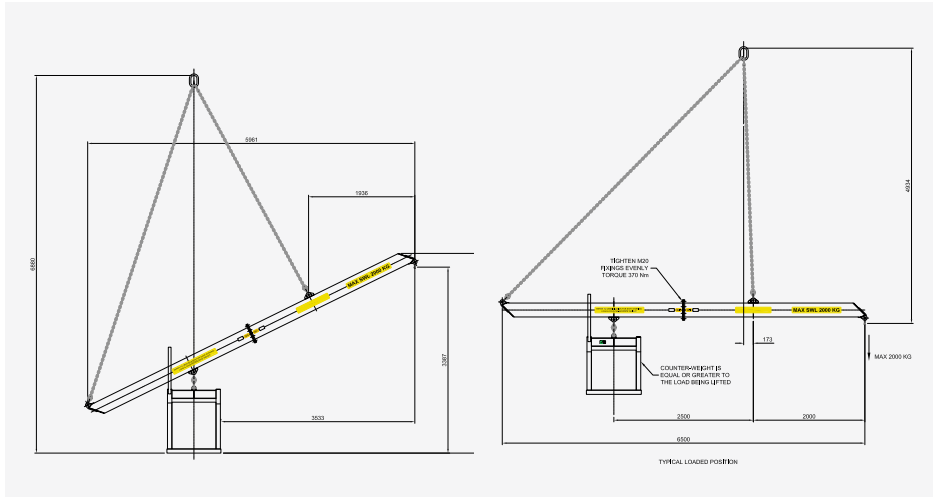 5961
1936
6880
MAX SWL 2000 KG
3367
3533
4934
TIGHTEN M20
FIXINGS EVENLY
TORQUE 370 Nm
MAX SWL 2000 KG
173
MAX 2000 KG
COUNTER-WEIGHT IS
EQUAL OR GREATER TO
THE LOAD BEING LIFTED
2500
2000
6500
TYPICAL LOADED POSITION